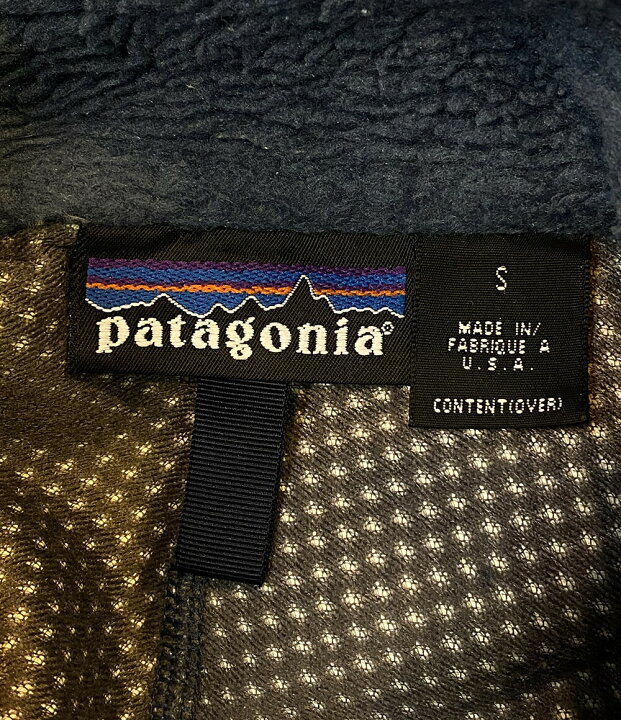 patagonia®
S
MADE IN/
FABRIQUE A
U.S.A.
CONTENT(OVER)